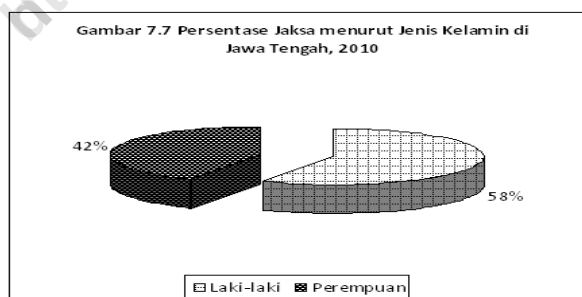 Gambar 7.7 Persentase Jaksa menurut Jenis Kelamin di
Jawa Tengah, 2010
42%
58%
Laki-laki Perempuan